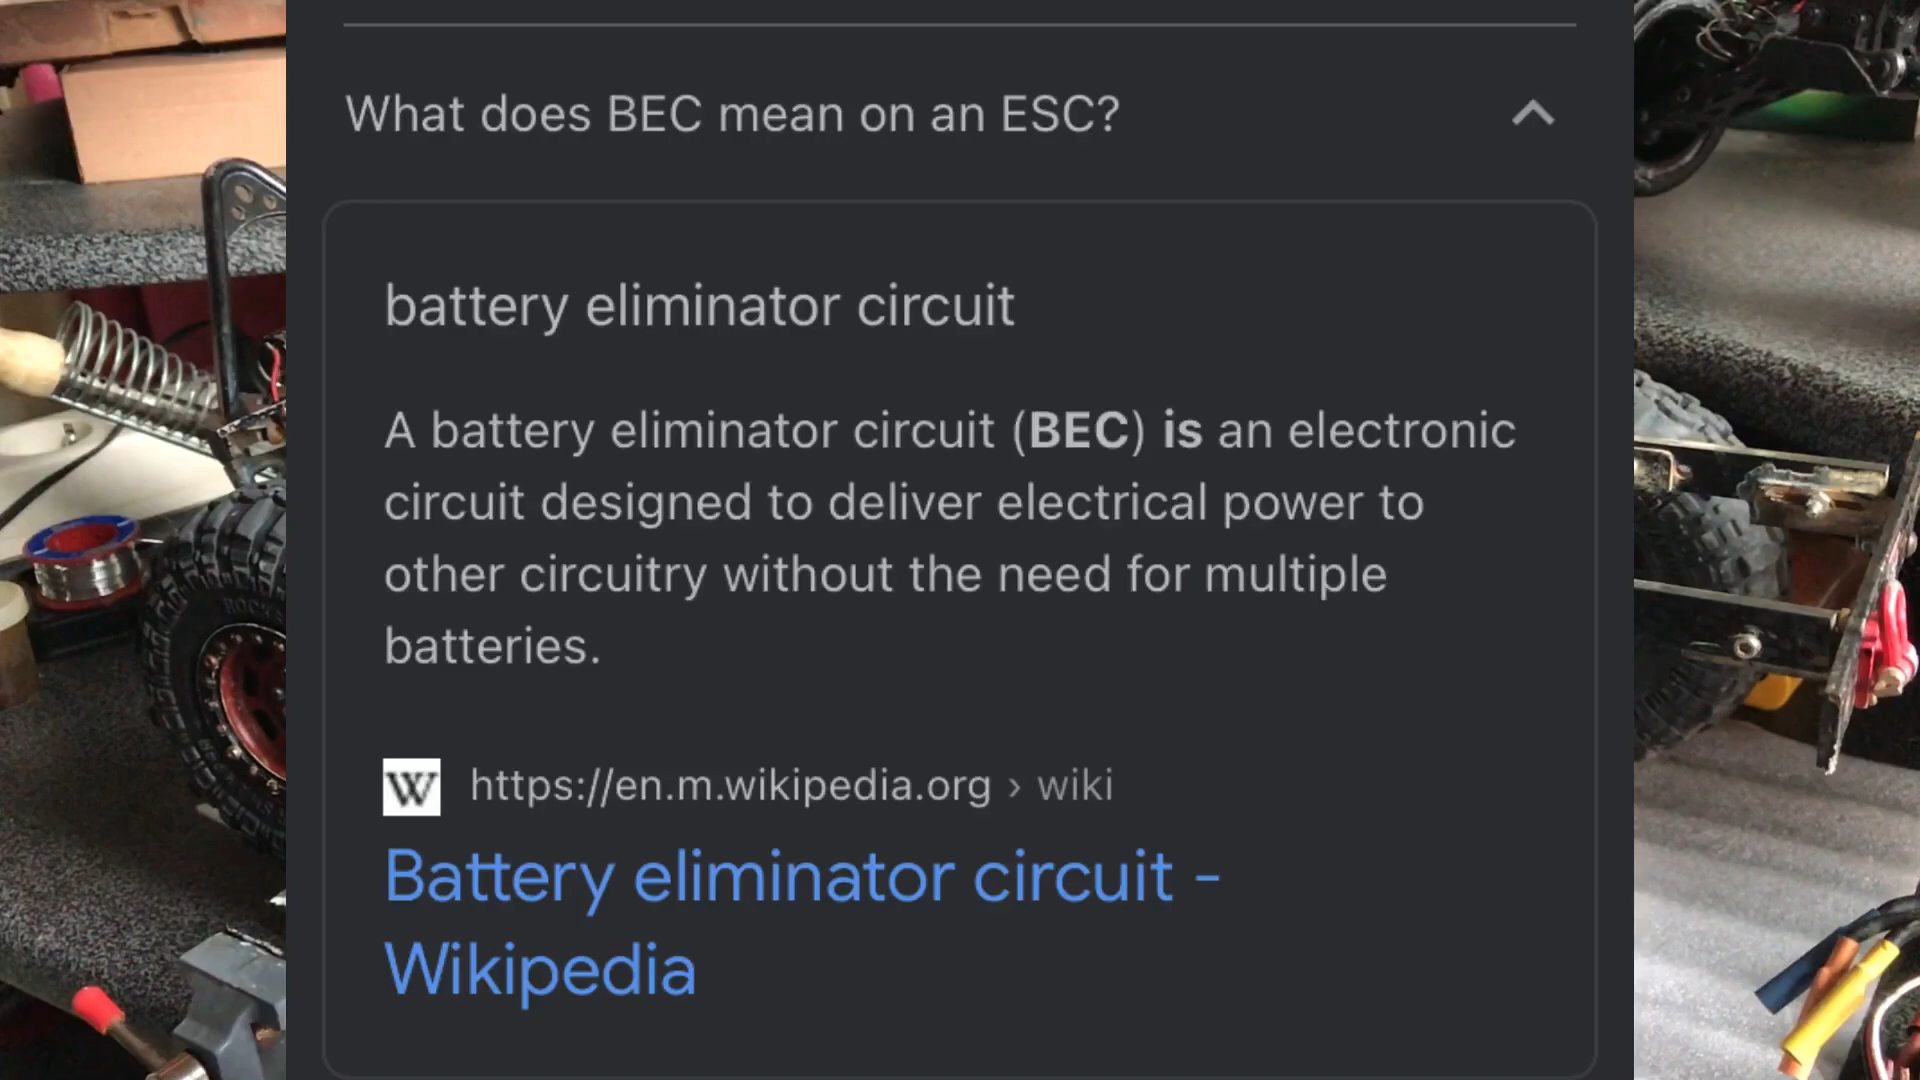 What does BEC mean on an ESC?
battery eliminator circuit
A battery eliminator circuit (BEC) is an electronic
circuit designed to deliver electrical power to
other circuitry without the need for multiple
batteries.
W https://en.m.wikipedia.org › wiki
Battery eliminator circuit -
Wikipedia